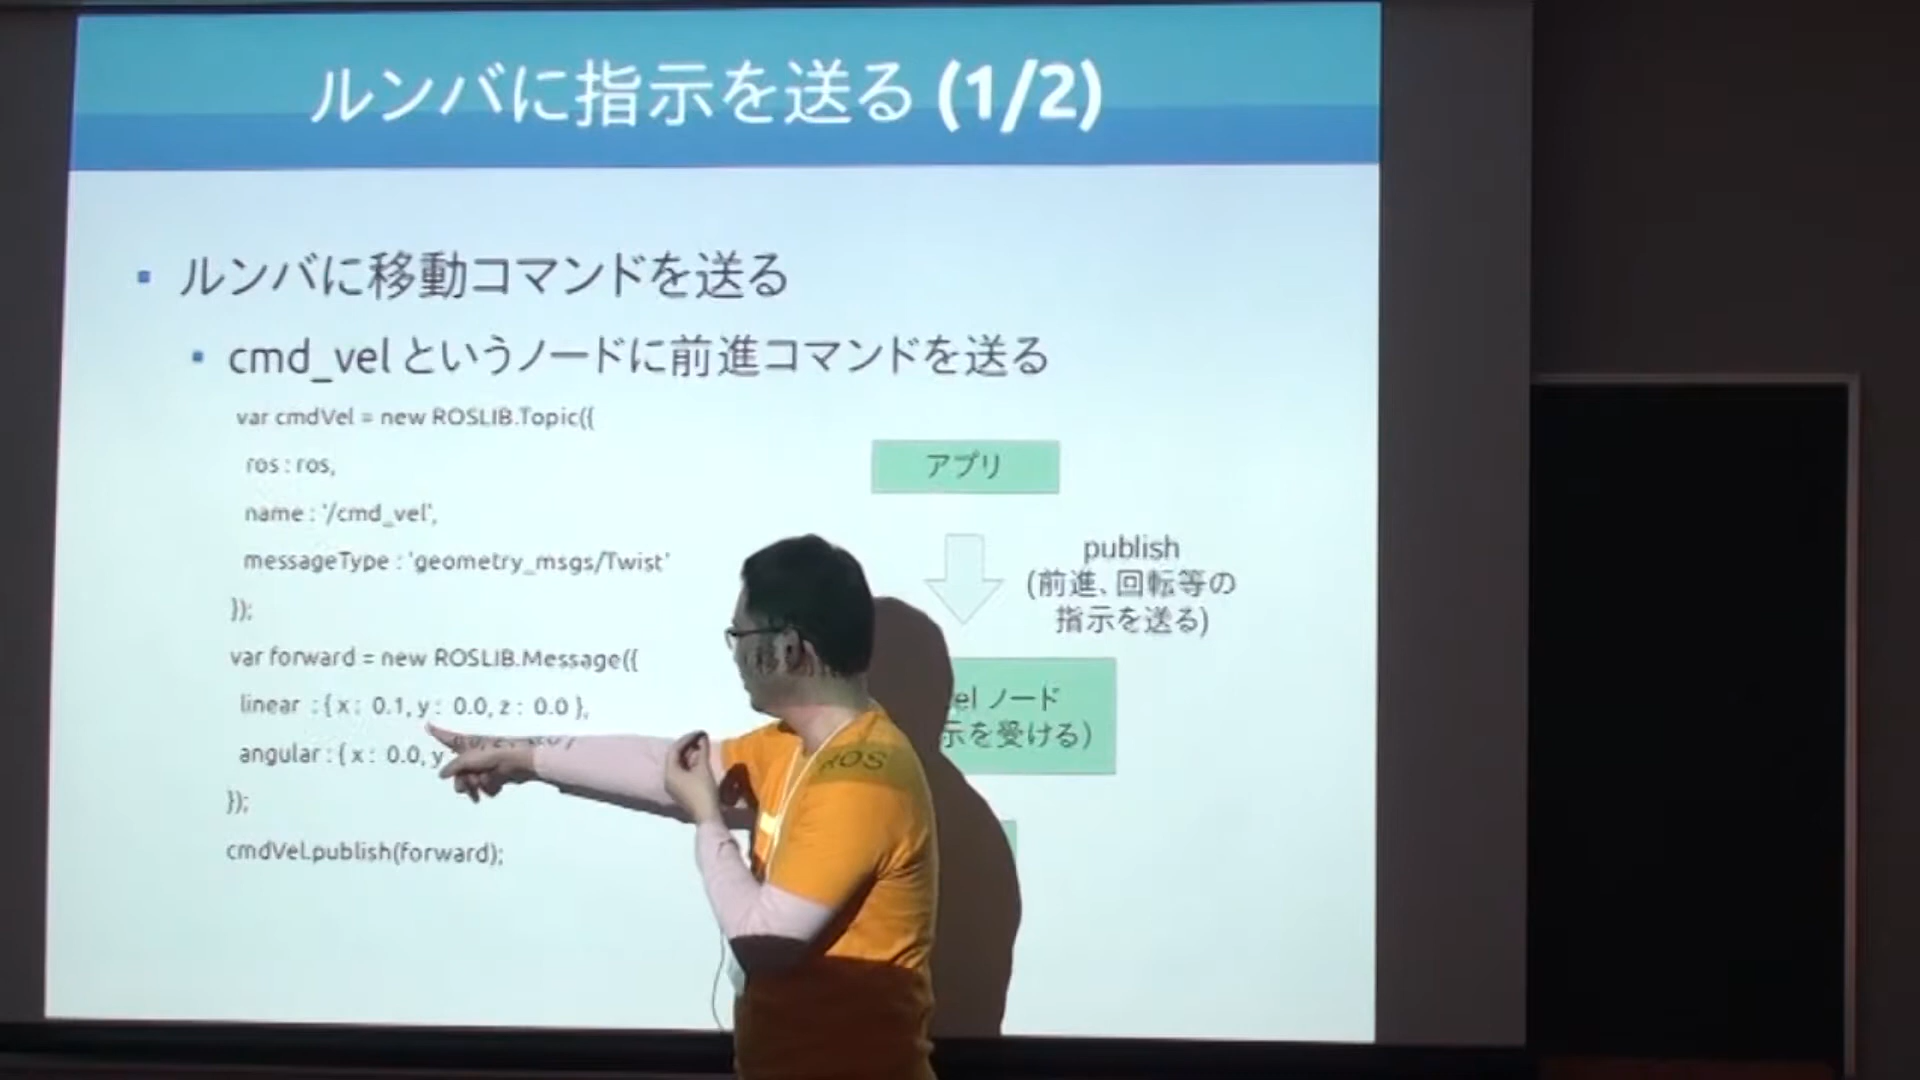 ルンバに指示を送る (1/2)
ルンバに移動コマンドを送る
cmd_vel というノードに前進コマンドを送る
var cmdVel = new ROSLIB.Topic({
ros : ros,
name : '/cmd_vel',
messageType : 'geometry_msgs/Twist'
});
var forward = new ROSLIB.Message({
linear : { x : 0.1, y : 0.0, z : 0.0 },
angular : { x : 0.0, y
});
cmdVel.publish(forward);
アプリ
publish
(前進、回転等の
指示を送る)
el ノード
示を受ける)